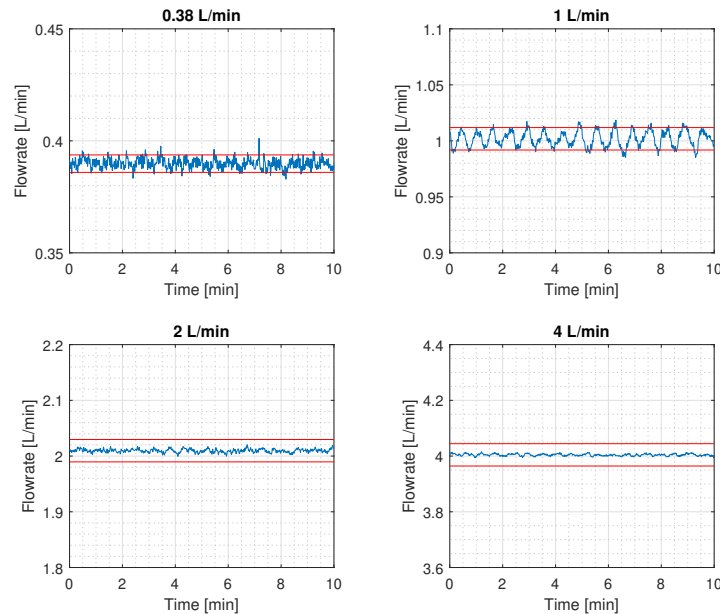 0.38 L/min
Flowrate [L/min]
0.45
0.4
0.35
0 2 4 6 8 10
Time [min]
1 L/min
Flowrate [L/min]
1.1
1.05
1
0.95
0.9
0 2 4 6 8 10
Time [min]
2 L/min
Flowrate [L/min]
2.2
2.1
2
1.9
1.8
0 2 4 6 8 10
Time [min]
4 L/min
Flowrate [L/min]
4.4
4.2
4
3.8
3.6
0 2 4 6 8 10
Time [min]